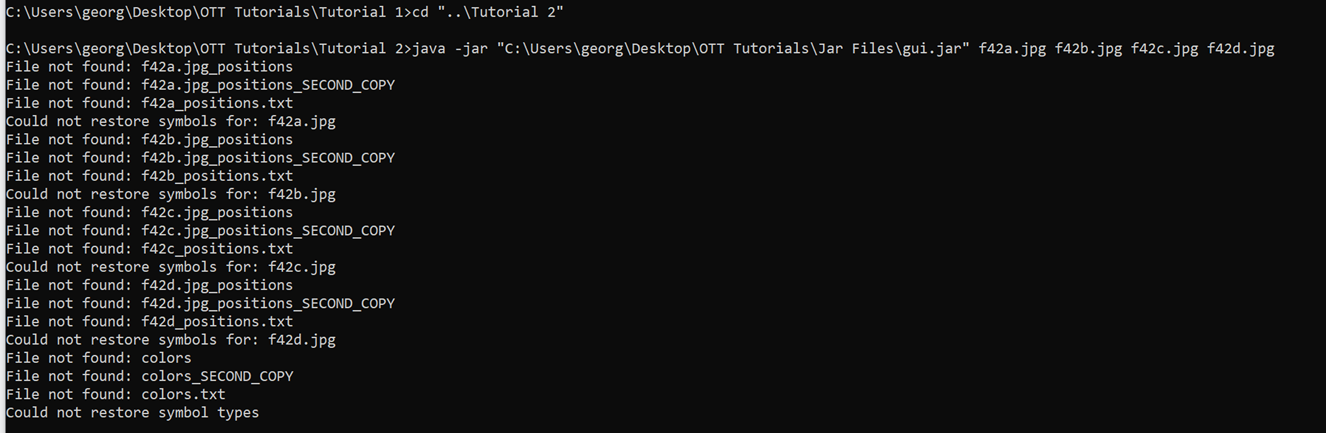 C:\Users\georg\Desktop\OTT Tutorials\Tutorial 1>cd "..\Tutorial 2"
C:\Users\georg\Desktop\OTT Tutorials\Tutorial 2>java -jar "C:\Users\georg\Desktop\OTT Tutorials\Jar Files\gui.jar" f42a.jpg f42b.jpg f42c.jpg f42d.jpg
File not found: f42a.jpg_positions
File not found: f42a.jpg_positions_SECOND_COPY
File not found: f42a_positions.txt
Could not restore symbols for: f42a.jpg
File not found: f42b.jpg_positions
File not found: f42b.jpg_positions_SECOND_COPY
File not found: f42b_positions.txt
Could not restore symbols for: f42b.jpg
File not found: f42c.jpg_positions
File not found: f42c.jpg_positions_SECOND_COPY
File not found: f42c_positions.txt
Could not restore symbols for: f42c.jpg
File not found: f42d.jpg_positions
File not found: f42d.jpg_positions_SECOND_COPY
File not found: f42d_positions.txt
Could not restore symbols for: f42d.jpg
File not found: colors
File not found: colors_SECOND_COPY
File not found: colors.txt
Could not restore symbol types